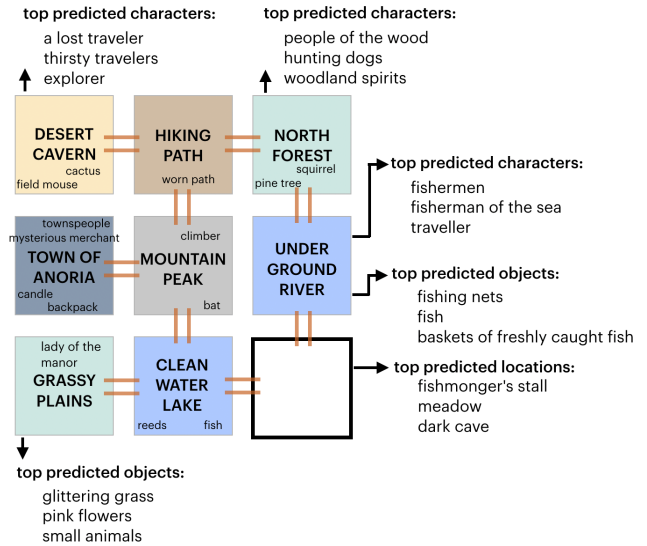 top predicted characters:
a lost traveler
thirsty travelers
explorer
top predicted characters:
people of the wood
hunting dogs
woodland spirits
DESERT
CAVERN
cactus
field mouse
HIKING
PATH
worn path
NORTH
FOREST
squirrel
pine tree
top predicted characters:
fishermen
fisherman of the sea
traveller
townspeople
mysterious merchant
TOWN OF
ANORIA
candle
backpack
climber
MOUNTAIN
PEAK
bat
UNDER
GROUND
RIVER
top predicted objects:
fishing nets
fish
baskets of freshly caught fish
lady of the
manor
GRASSY
PLAINS
CLEAN
WATER
LAKE
reeds
fish
top predicted locations:
fishmonger's stall
meadow
dark cave
top predicted objects:
glittering grass
pink flowers
small animals